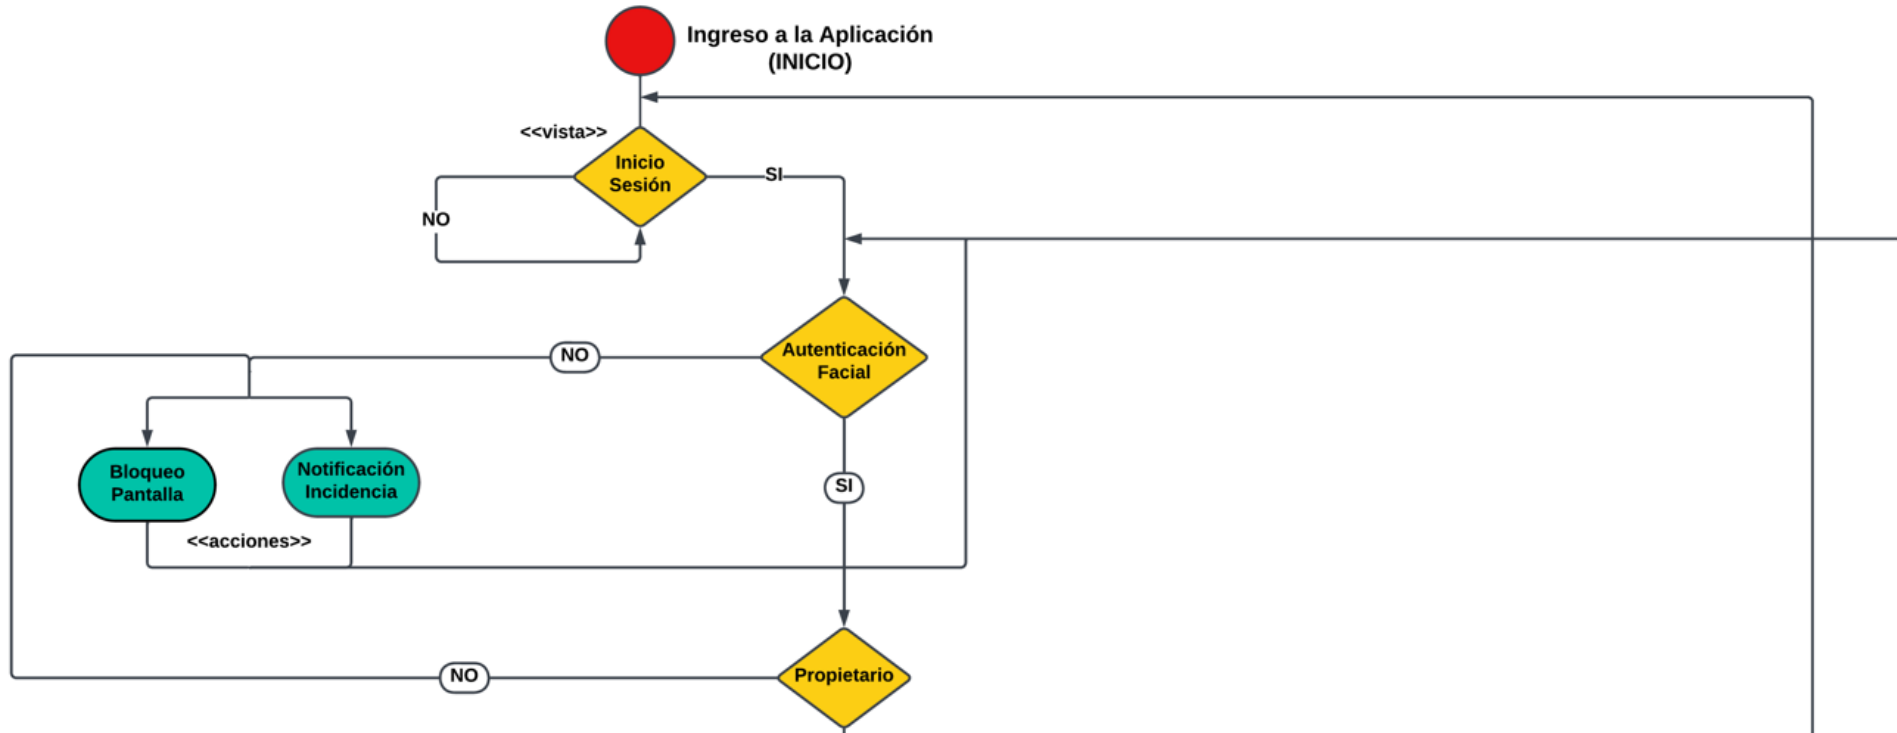 Ingreso a la Aplicación
(INICIO)
<<vista>>
Inicio
Sesión
SI
NO
Autenticación
Facial
NO
Bloqueo
Pantalla
Notificación
Incidencia
SI
<<acciones>>
Propietario
NO